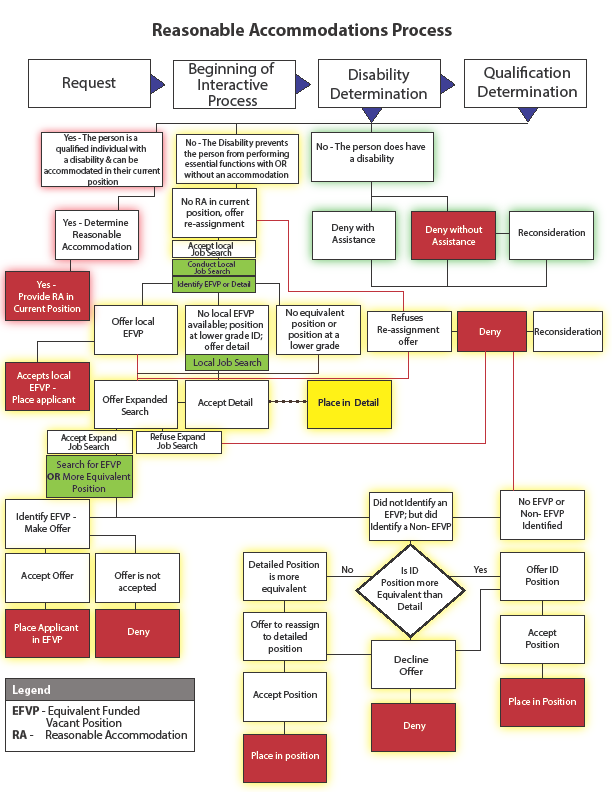 Reasonable Accommodations Process
Request
Beginning of
Interactive
Process
Disability
Determination
Qualification
Determination
Yes - The person is a
qualified individual with
a disability & can be
accommodated in their current
position
No - The Disability prevents
the person from performing
essential functions with OR
without an accommodation
No - The person does have
a disability
Yes - Determine
Reasonable
Accommodation
No RA in current
position, offer
re-assignment
Deny with
Assistance
Deny without
Assistance
Reconsideration
Accept local
Job Search
Conduct Local
Job Search
Identify EFVP or Detail
Yes -
Provide RA in
Current Position
Offer local
EFVP
No local EFVP
available; position
at lower grade ID;
offer detail
Local Job Search
No equivalent
position or
position at a
lower grade
Refuses
Re-assignment
offer
Deny
Reconsideration
Accepts local
EFVP -
Place applicant
Offer Expanded
Search
Accept Detail
Place in Detail
Accept Expand
Job Search
Refuse Expand
Job Search
Search for EFVP
OR More Equivalent
Position
Identify EFVP -
Make Offer
Did not Identify an
EFVP; but did
Identify a Non- EFVP
No EFVP or
Non- EFVP
Identified
Accept Offer
Offer is not
accepted
Detailed Position
is more
equivalent
No
Is ID
Position more
Equivalent than
Detail
Yes
Offer ID
Position
Place Applicant
in EFVP
Deny
Offer to reassign
to detailed
position
Decline
Offer
Accept
Position
Accept Position
Place in Position
Deny
Place in position
Legend
EFVP - Equivalent Funded
Vacant Position
RA - Reasonable Accommodation